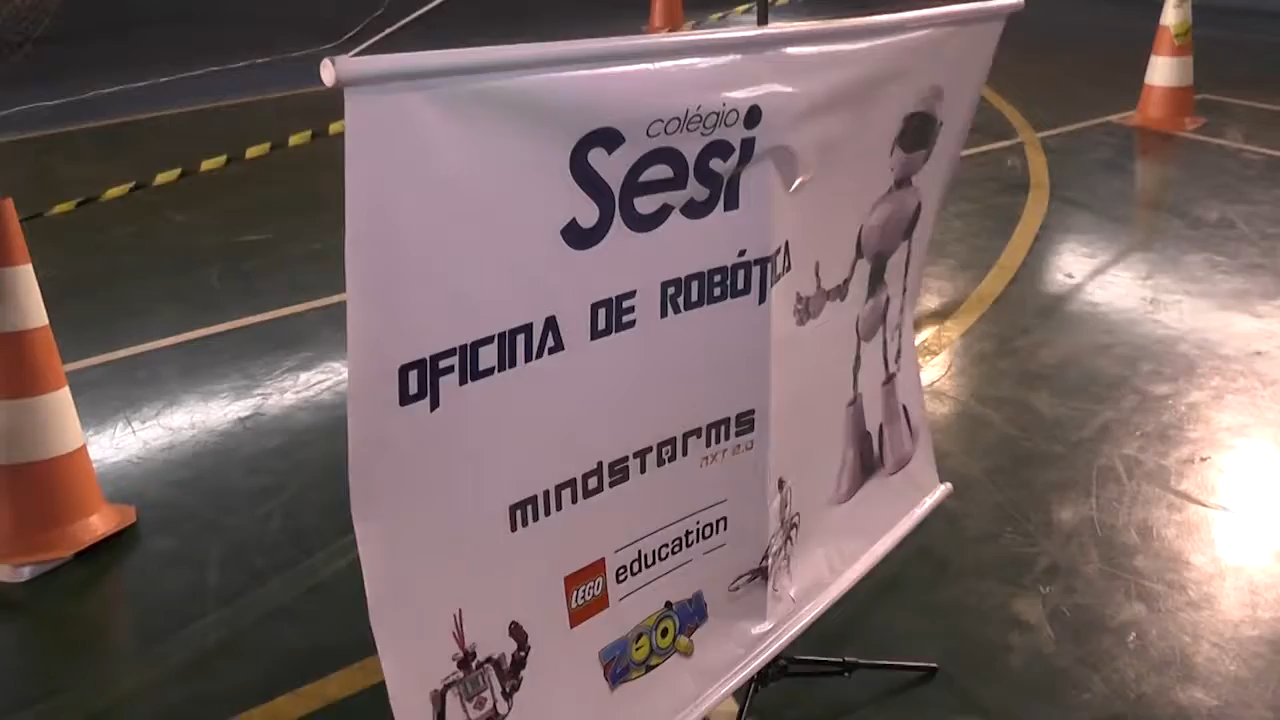 colégio
Sesi
OFICINA DE ROBÓTICA
mINDSTORMS
NXT 2.0
LEGO education
ZOOM